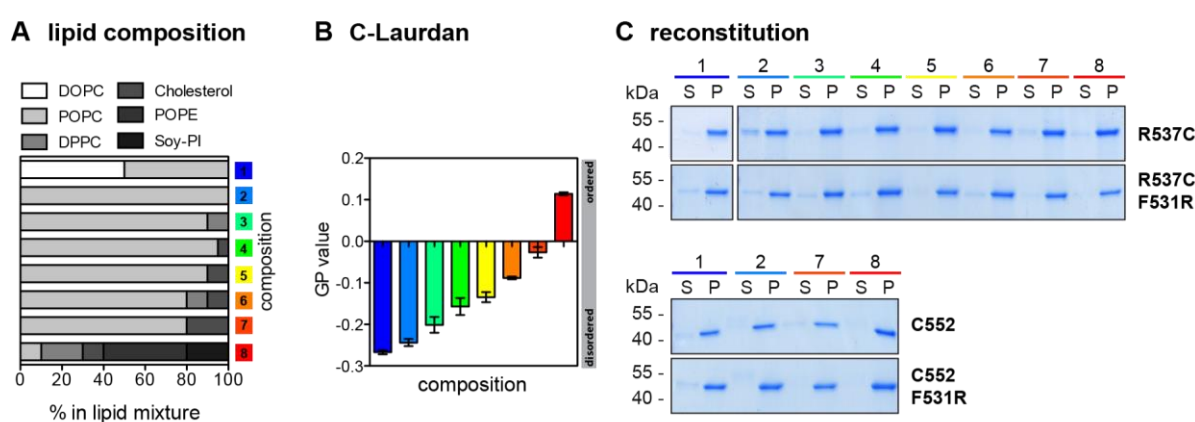 A lipid composition
DOPC Cholesterol
POPC POPE
DPPC Soy-PI
1
2
3
4
5
6
7
8
composition
0 20 40 60 80 100
% in lipid mixture
B C-Laurdan
0.2
0.1
0.0
-0.1
-0.2
-0.3
GP value
ordered
disordered
composition
C reconstitution
1 2 3 4 5 6 7 8
kDa S P S P S P S P S P S P S P S P
55 -
40 -
R537C
55 -
40 -
R537C
F531R
1 2 7 8
kDa S P S P S P S P
55 -
40 -
C552
55 -
40 -
C552
F531R